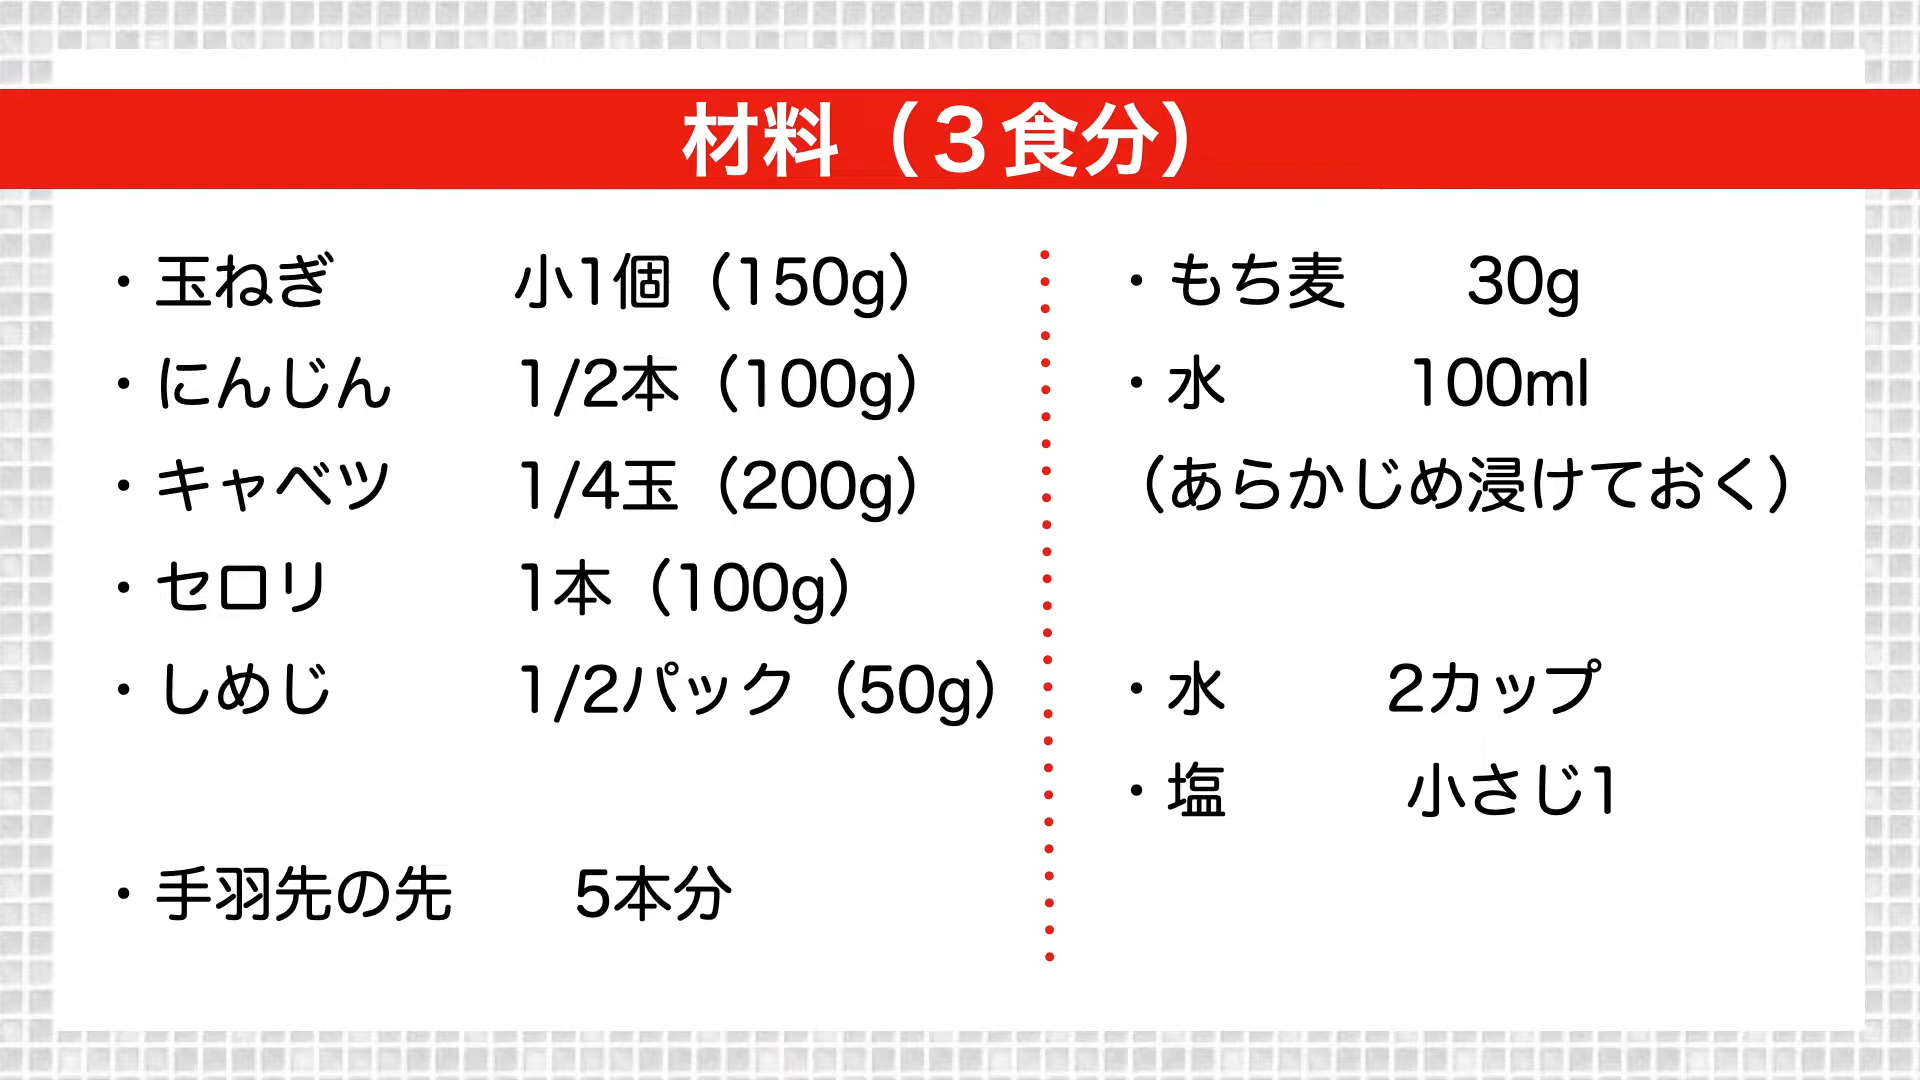 材料（３食分）
・玉ねぎ　小1個（150g）
・にんじん　1/2本（100g）
・キャベツ　1/4玉（200g）
・セロリ　1本（100g）
・しめじ　1/2パック（50g）
・手羽先の先　5本分
・もち麦　30g
・水　100ml
（あらかじめ浸けておく）
・水　2カップ
・塩　小さじ1